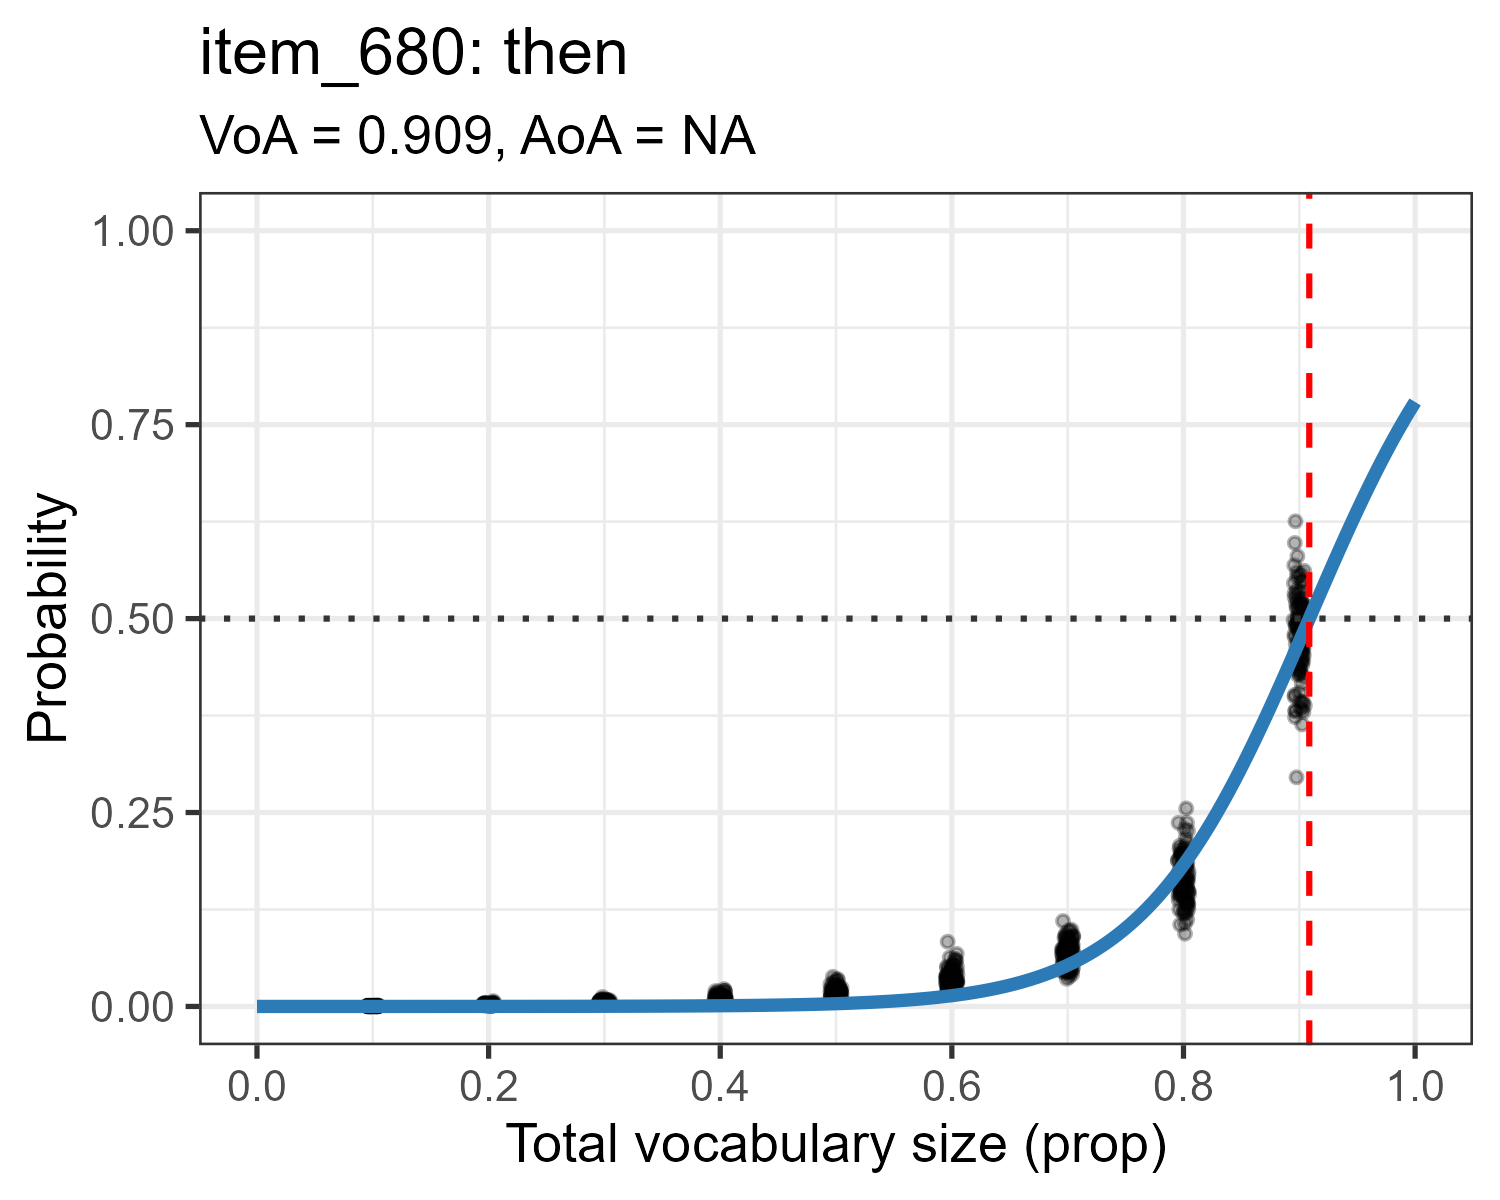 item_680: then
VoA = 0.909, AoA = NA
1.00
0.75
0.50
0.25
0.00
Probability
0.0 0.2 0.4 0.6 0.8 1.0
Total vocabulary size (prop)